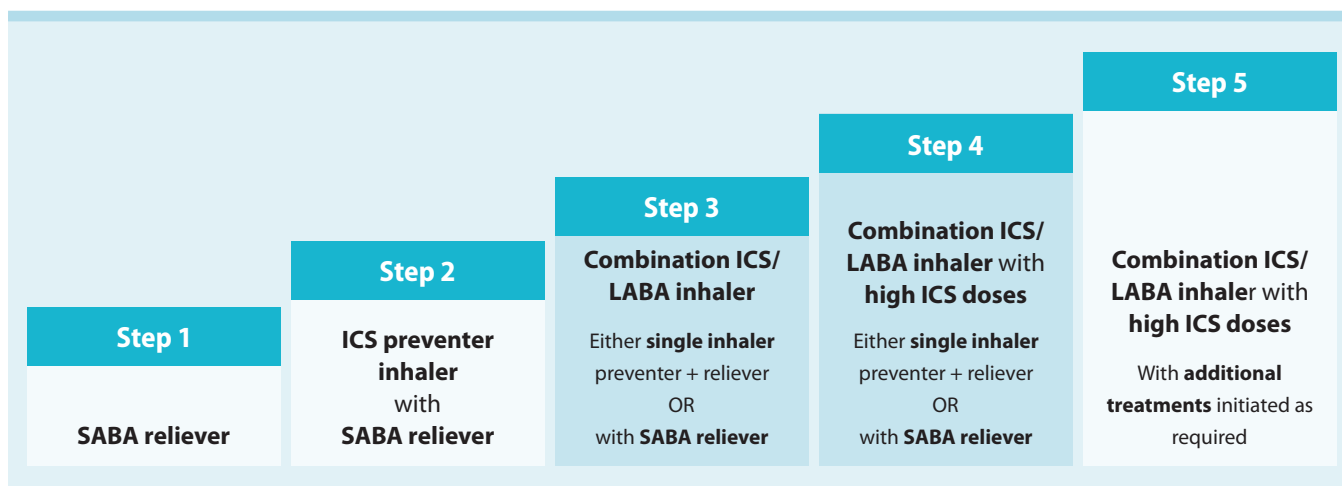 Step 1
SABA reliever
Step 2
ICS preventer
inhaler
with
SABA reliever
Step 3
Combination ICS/
LABA inhaler
Either single inhaler
preventer + reliever
OR
with SABA reliever
Step 4
Combination ICS/
LABA inhaler with
high ICS doses
Either single inhaler
preventer + reliever
OR
with SABA reliever
Step 5
Combination ICS/
LABA inhaler with
high ICS doses
With additional
treatments initiated as
required